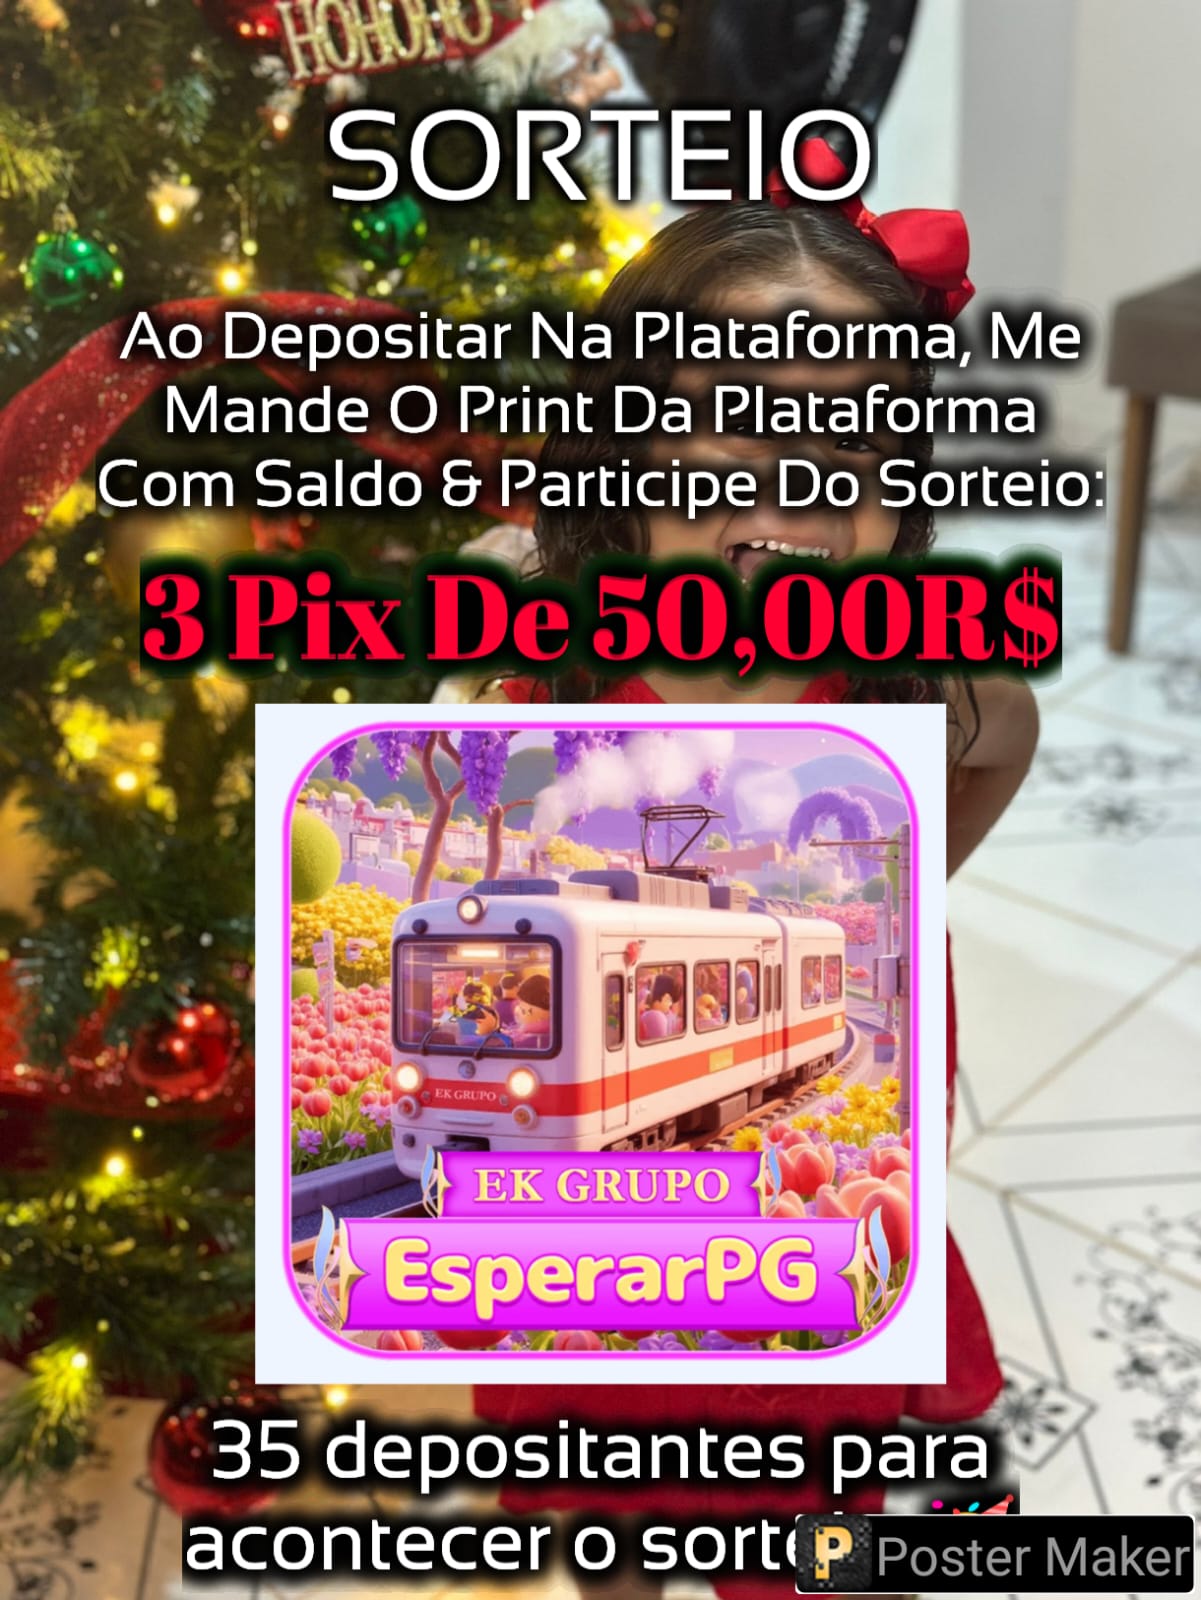 HOHOHO
SORTEIO
Ao Depositar Na Plataforma, Me
Mande O Print Da Plataforma
Com Saldo & Participe Do Sorteio:
3 Pix De 50,00R$
EK GRUPO
EK GRUPO
EsperarPG
35 depositantes para
acontecer o
Poster Maker